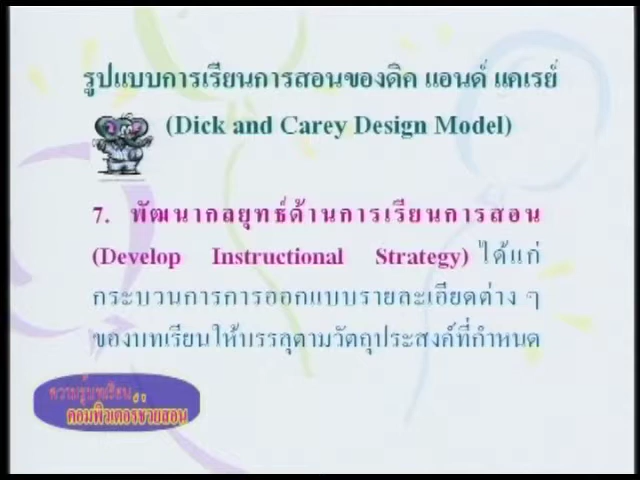 รูปแบบการเรียนการสอนของดิค แอนด์ แคเรย์
(Dick and Carey Design Model)
7. พัฒนากลยุทธ์ด้านการเรียนการสอน
(Develop Instructional Strategy) ได้แก่
กระบวนการการออกแบบรายละเอียดต่าง ๆ
ของบทเรียนให้บรรลุตามวัตถุประสงค์ที่กำหนด
คอมพิวเตอร์ช่วยสอน